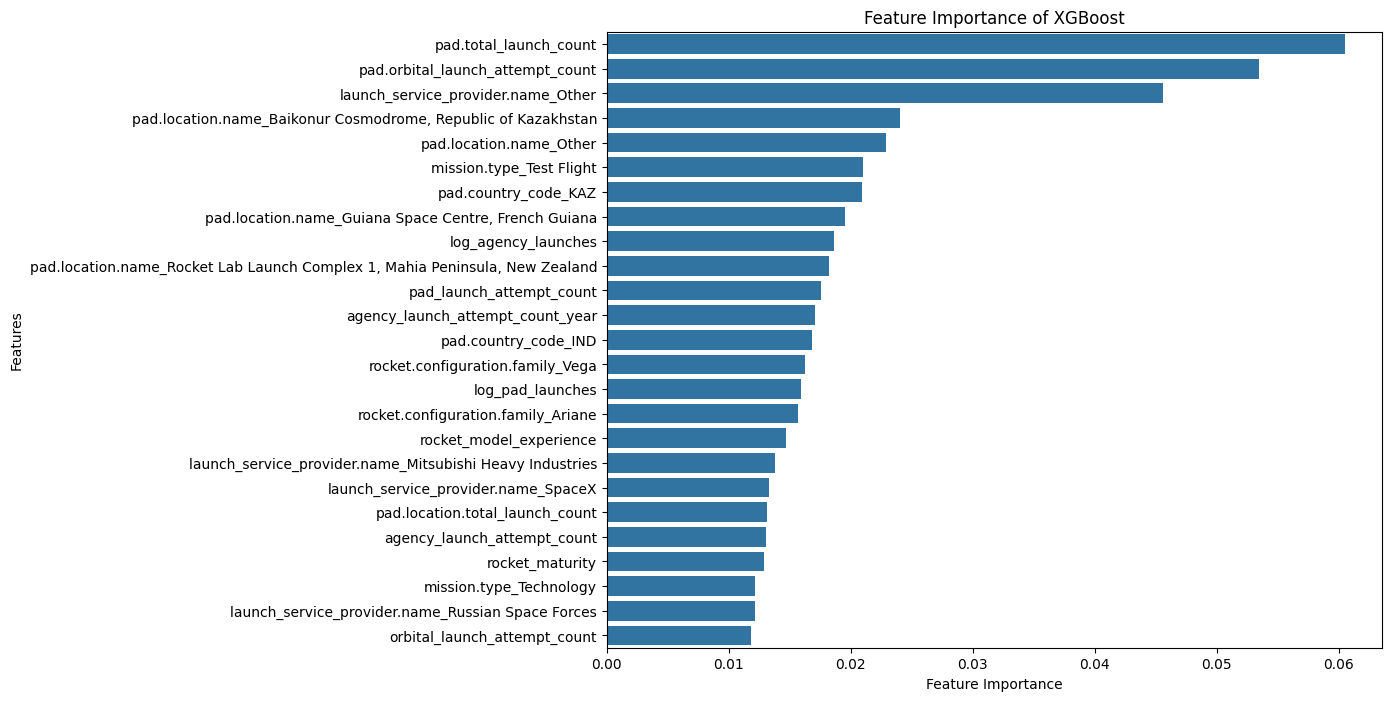 Feature Importance of XGBoost
pad.total_launch_count
pad.orbital_launch_attempt_count
launch_service_provider.name_Other
pad.location.name_Baikonur Cosmodrome, Republic of Kazakhstan
pad.location.name_Other
mission.type_Test Flight
pad.country_code_KAZ
pad.location.name_Guiana Space Centre, French Guiana
log_agency_launches
pad.location.name_Rocket Lab Launch Complex 1, Mahia Peninsula, New Zealand
pad_launch_attempt_count
agency_launch_attempt_count_year
pad.country_code_IND
rocket.configuration.family_Vega
log_pad_launches
rocket.configuration.family_Ariane
rocket_model_experience
launch_service_provider.name_Mitsubishi Heavy Industries
launch_service_provider.name_SpaceX
pad.location.total_launch_count
agency_launch_attempt_count
rocket_maturity
mission.type_Technology
launch_service_provider.name_Russian Space Forces
orbital_launch_attempt_count
Features
0.00 0.01 0.02 0.03 0.04 0.05 0.06
Feature Importance